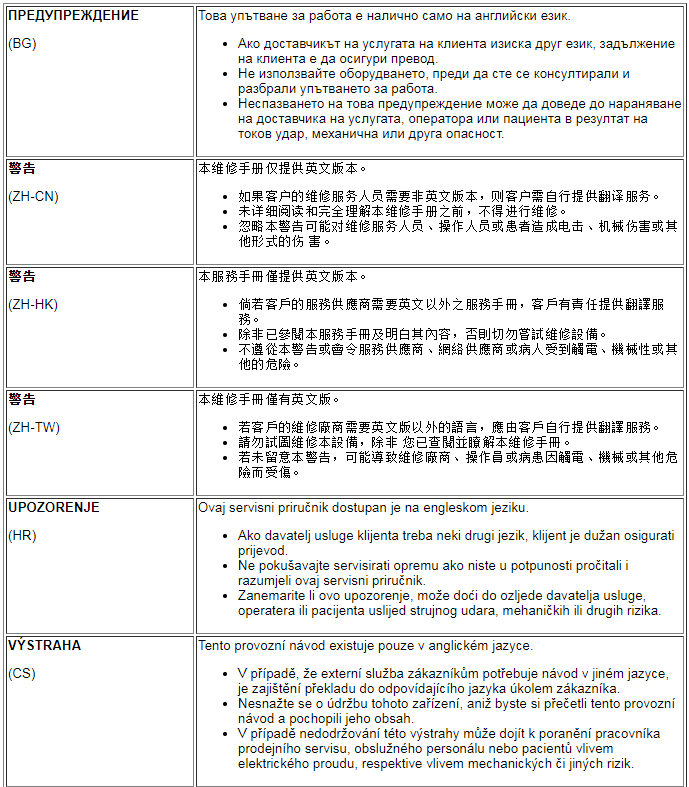 ПРЕДУПРЕЖДЕНИЕ
(BG)
Това упътване за работа е налично само на английски език.
• Ако доставчикът на услугата на клиента изиска друг език, задължение
на клиента е да осигури превод.
• Не използвайте оборудването, преди да сте се консултирали и
разбрали упътването за работа.
• Неспазването на това предупреждение може да доведе до нараняване
на доставчика на услугата, оператора или пациента в резултат на
токов удар, механична или друга опасност.
警告
(ZH-CN)
本维修手册仅提供英文版本。
• 如果客户的维修服务人员需要非英文版本，则客户需自行提供翻译服务。
• 未详细阅读和完全理解本维修手册之前，不得进行维修。
• 忽略本警告可能对维修服务人员、操作人员或患者造成电击、机械伤害或其
他形式的伤 害。
警告
(ZH-HK)
本服務手冊僅提供英文版本。
• 倘若客戶的服務供應商需要英文以外之服務手冊，客戶有責任提供翻譯服
務。
• 除非已參閱本服務手冊及明白其內容，否則切勿嘗試維修設備。
• 不遵從本警告或會令服務供應商、網絡供應商或病人受到觸電、機械性或其
他的危險。
警告
(ZH-TW)
本維修手冊僅有英文版。
• 若客戶的維修廠商需要英文版以外的語言，應由客戶自行提供翻譯服務。
• 請勿試圖維修本設備，除非 您已查閱並瞭解本維修手冊。
• 若未留意本警告，可能導致維修廠商、操作員或病患因觸電、機械或其他危
險而受傷。
UPOZORENJE
(HR)
Ovaj servisni priručnik dostupan je na engleskom jeziku.
• Ako davatelj usluge klijenta treba neki drugi jezik, klijent je dužan osigurati
prijevod.
• Ne pokušavajte servisirati opremu ako niste u potpunosti pročitali i
razumjeli ovaj servisni priručnik.
• Zanemarite li ovo upozorenje, može doći do ozljede davatelja usluge,
operatera ili pacijenta uslijed strujnog udara, mehaničkih ili drugih rizika.
VÝSTRAHA
(CS)
Tento provozní návod existuje pouze v anglickém jazyce.
• V případě, že externí služba zákazníkům potřebuje návod v jiném jazyce,
je zajištění překladu do odpovídajícího jazyka úkolem zákazníka.
• Nesnažte se o údržbu tohoto zařízení, aniž byste si přečetli tento provozní
návod a pochopili jeho obsah.
• V případě nedodržování této výstrahy může dojít k poranění pracovníka
prodejního servisu, obslužného personálu nebo pacientů vlivem
elektrického proudu, respektive vlivem mechanických či jiných rizik.